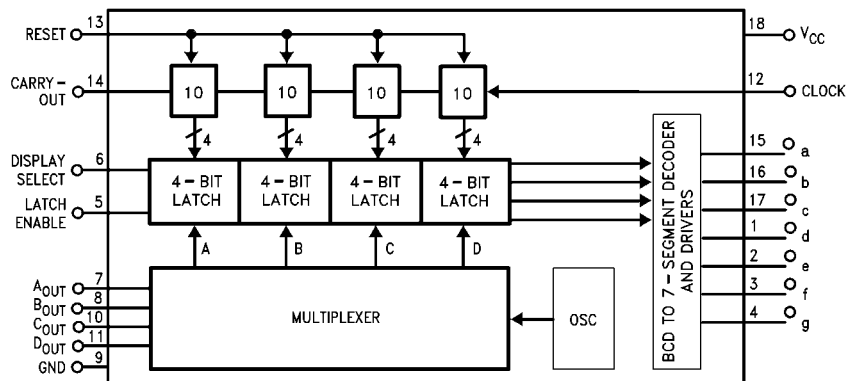 RESET 13
CARRY-OUT 14
10 10 10 10
18 VCC
12 CLOCK
4 4 4 4
DISPLAY SELECT 6
LATCH ENABLE 5
4-BIT LATCH
4-BIT LATCH
4-BIT LATCH
4-BIT LATCH
A B C D
AOUT 7
BOUT 8
COUT 10
DOUT 11
GND 9
MULTIPLEXER
OSC
BCD TO 7-SEGMENT DECODER
AND DRIVERS
15 a
16 b
17 c
1 d
2 e
3 f
4 g